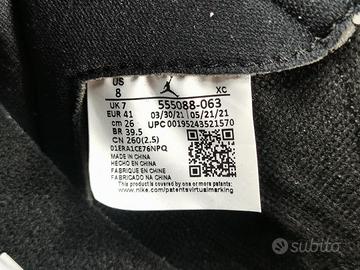 US XC
8
UK 7 555088-063
EUR 41 03/30/21 05/21/21
cm 26 UPC 00195243521570
BR 39.5
CN 260(2.5)
01ERA1CE76NPQ
MADE IN CHINA
HECHO EN CHINA
FABRIQUE EN CHINE
FABRICADO NA CHINA
This product is covered by one or more patents:
www.nike.com/patentsvirtualmarking
subito